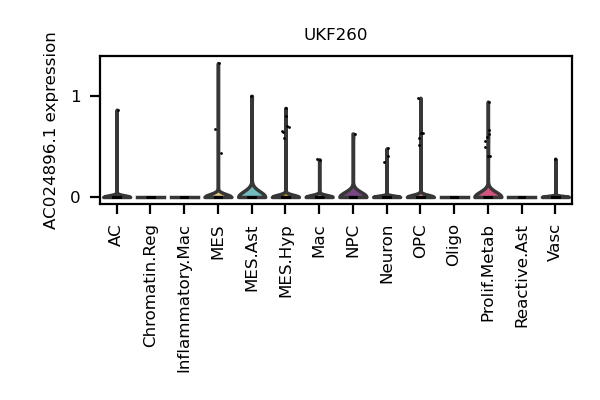 UKF260
AC024896.1 expression
1
0
AC
Chromatin.Reg
Inflammatory.Mac
MES
MES.Ast
MES.Hyp
Mac
NPC
Neuron
OPC
Oligo
Prolif.Metab
Reactive.Ast
Vasc